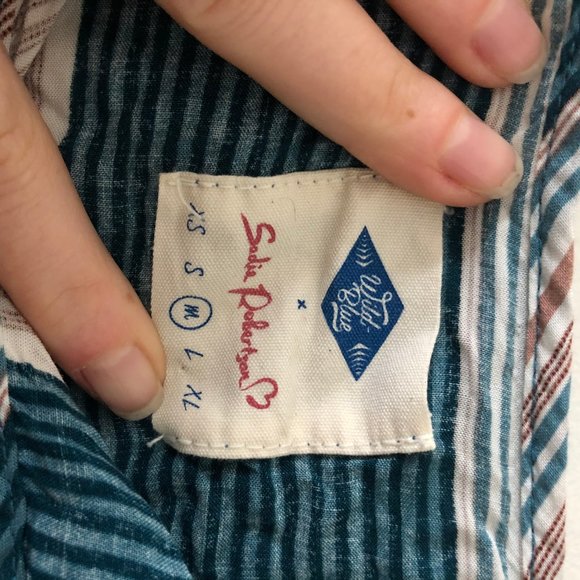 Wild
Blue
x
Sadie Robertson
XS S M L XL